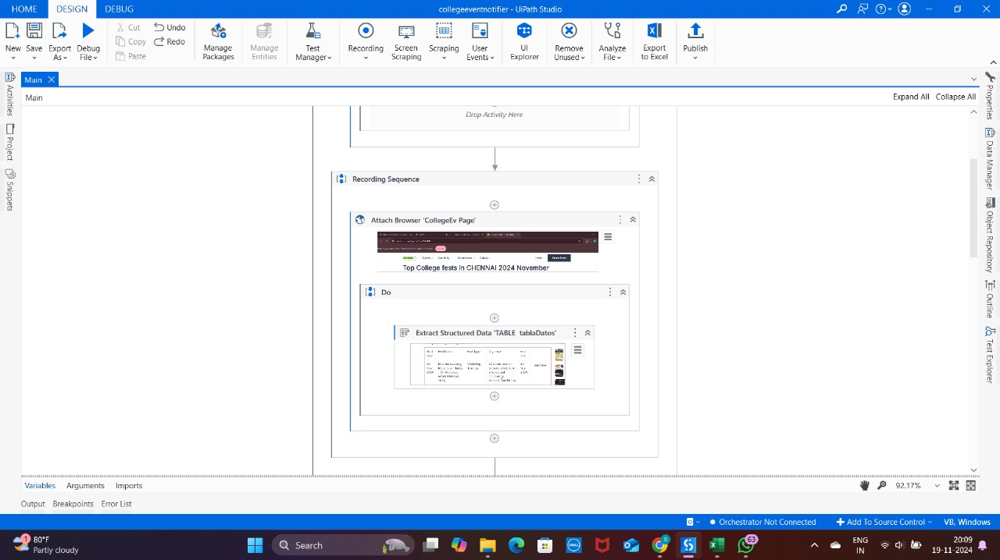 HOME DESIGN DEBUG collegeeventnotifier - UiPath Studio
New Save Export As Debug File
Cut Copy Paste
Undo Redo
Manage Packages
Manage Entities
Test Manager
Recording
Screen Scraping
Scraping
User Events
UI Explorer
Remove Unused
Analyze File
Export to Excel
Publish
Main
Main Expand All Collapse All
Activities
Project
Snippets
Properties
Data Manager
Object Repository
Outline
Test Explorer
Drop Activity Here
Recording Sequence
Attach Browser 'CollegeEv Page'
Top College fests in CHENNAI 2024 November
Do
Extract Structured Data 'TABLE tablaDatos'
Variables Arguments Imports 92.17%
Output Breakpoints Error List
Orchestrator Not Connected Add To Source Control VB, Windows
1 80°F
Partly cloudy
Search
DELL
S
63
ENG
IN
20:09
19-11-2024